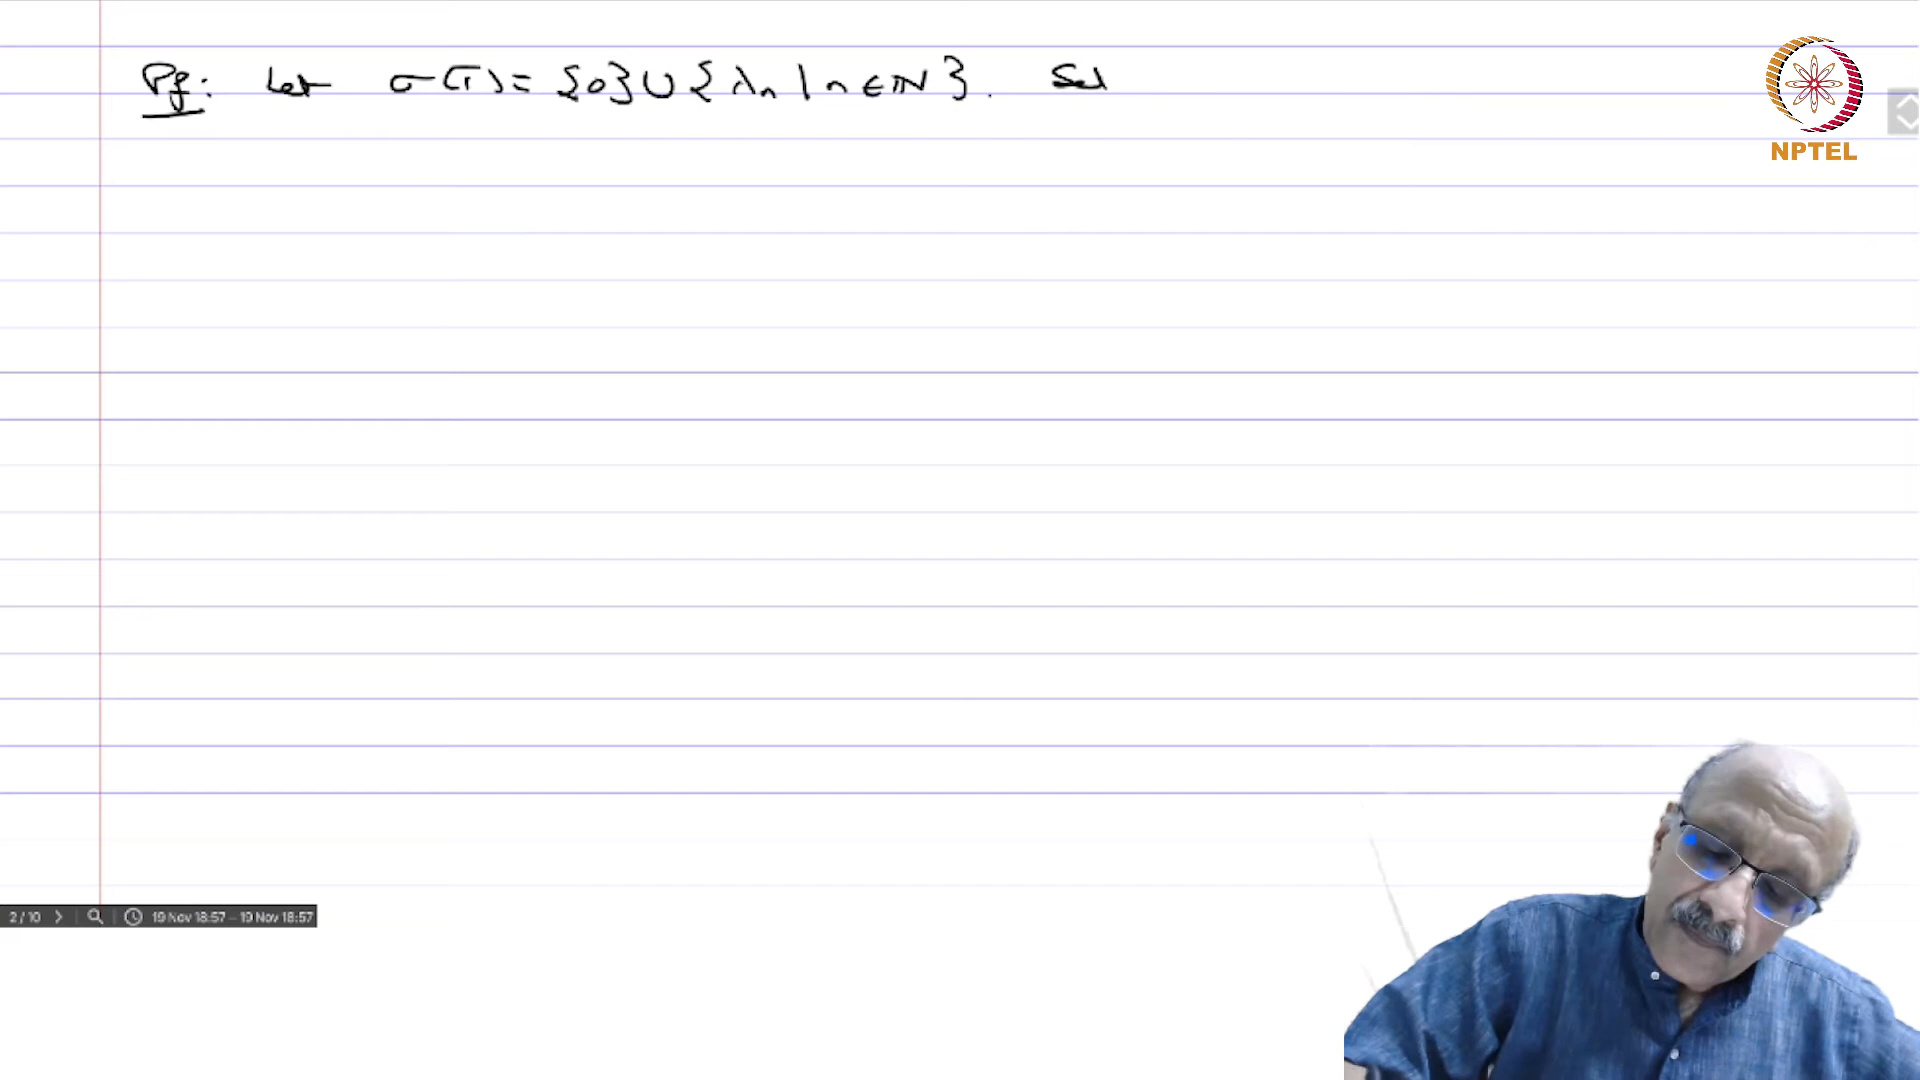 Pf: Let σ(T) = {0} ∪ {λn | n ∈ ℕ}. Set
NPTEL
2 / 10 19 Nov 18:57 – 19 Nov 18:57